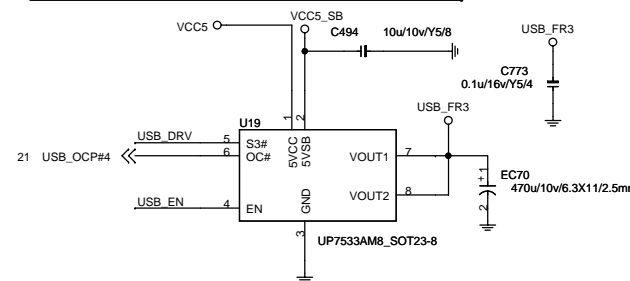 VCC5_SB
VCC5
C494
10u/10v/Y5/8
USB_FR3
C773
0.1u/16v/Y5/4
USB_FR3
U19
1
2
USB_DRV
5
S3#
5VCC
5VSB
21
USB_OCP#4
6
OC#
VOUT1
7
+
1
EC70
470u/10v/6.3X11/2.5m
USB_EN
4
EN
GND
VOUT2
8
2
3
UP7533AM8_SOT23-8